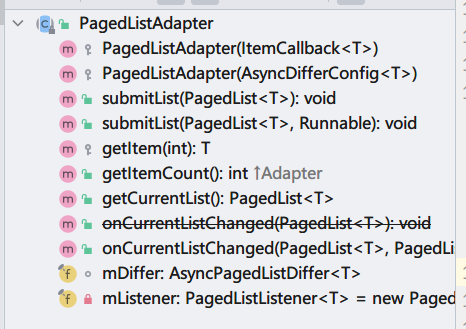 PagedListAdapter
m PagedListAdapter(ItemCallback<T>)
m PagedListAdapter(AsyncDifferConfig<T>)
m submitList(PagedList<T>): void
m submitList(PagedList<T>, Runnable): void
m getItem(int): T
m getItemCount(): int ↑Adapter
m getCurrentList(): PagedList<T>
m onCurrentListChanged(PagedList<T>): void
m onCurrentListChanged(PagedList<T>, PagedLi
f mDiffer: AsyncPagedListDiffer<T>
f mListener: PagedListListener<T> = new Paged